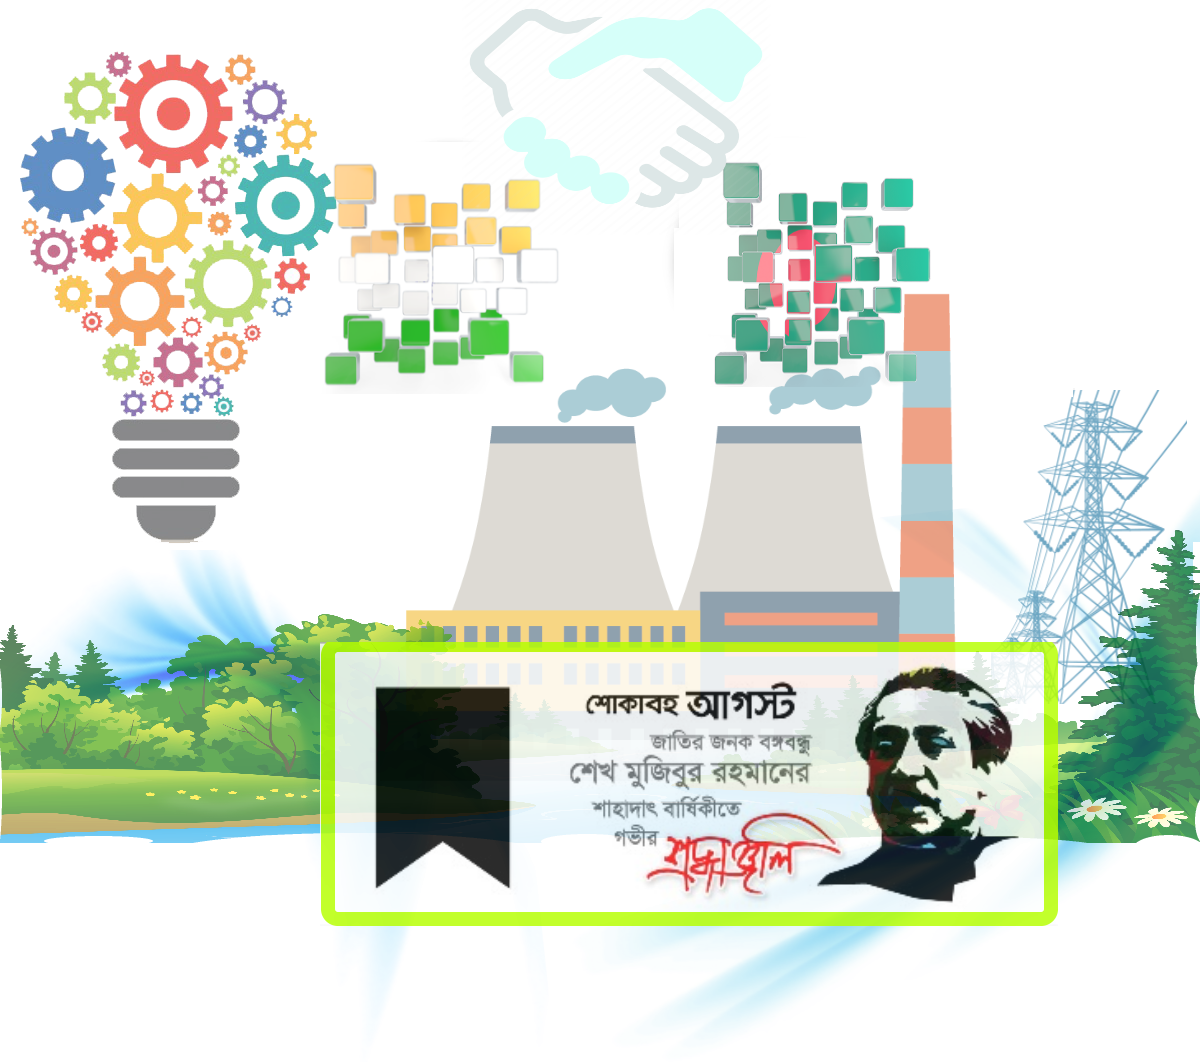 শোকাবহ আগস্ট
জাতির জনক বঙ্গবন্ধু
শেখ মুজিবুর রহমানের
শাহাদাৎ বার্ষিকীতে
গভীর শ্রদ্ধাঞ্জলি